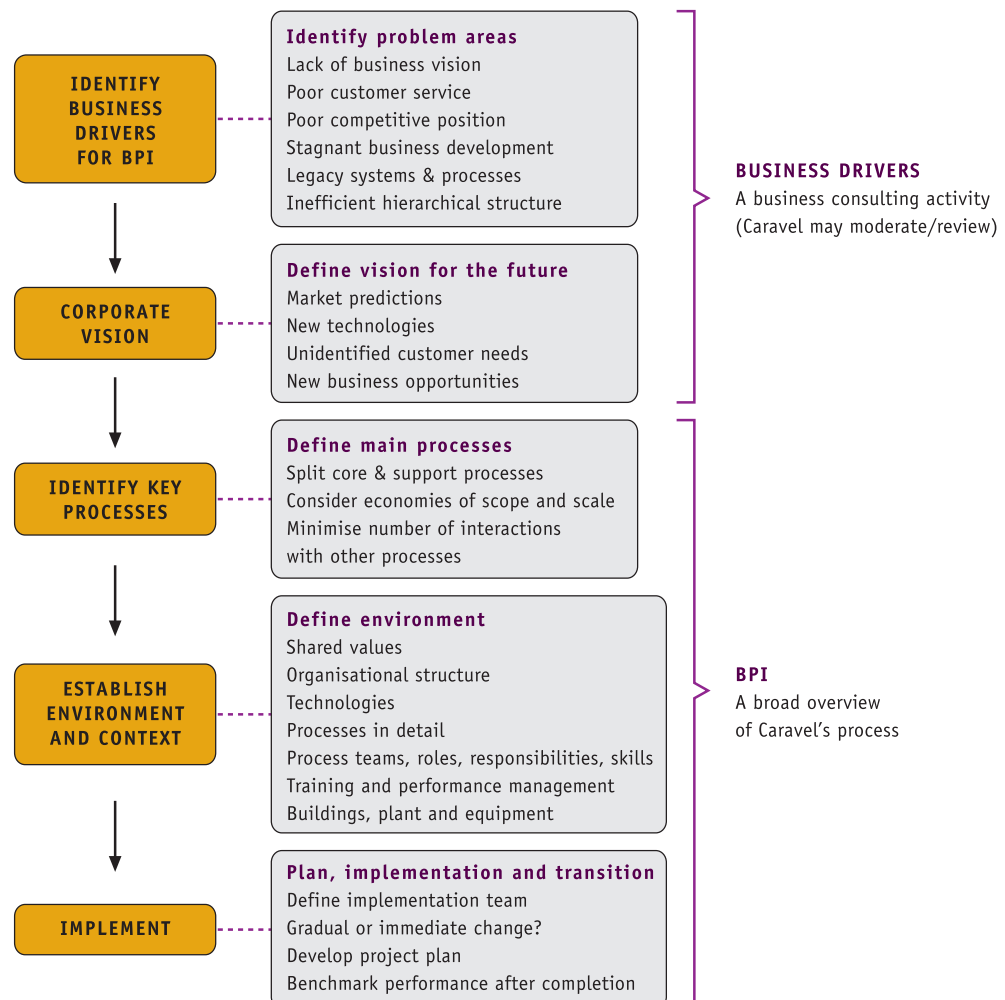 IDENTIFY
BUSINESS
DRIVERS
FOR BPI
Identify problem areas
Lack of business vision
Poor customer service
Poor competitive position
Stagnant business development
Legacy systems & processes
Inefficient hierarchical structure
CORPORATE
VISION
Define vision for the future
Market predictions
New technologies
Unidentified customer needs
New business opportunities
BUSINESS DRIVERS
A business consulting activity
(Caravel may moderate/review)
IDENTIFY KEY
PROCESSES
Define main processes
Split core & support processes
Consider economies of scope and scale
Minimise number of interactions
with other processes
ESTABLISH
ENVIRONMENT
AND CONTEXT
Define environment
Shared values
Organisational structure
Technologies
Processes in detail
Process teams, roles, responsibilities, skills
Training and performance management
Buildings, plant and equipment
IMPLEMENT
Plan, implementation and transition
Define implementation team
Gradual or immediate change?
Develop project plan
Benchmark performance after completion
BPI
A broad overview
of Caravel's process